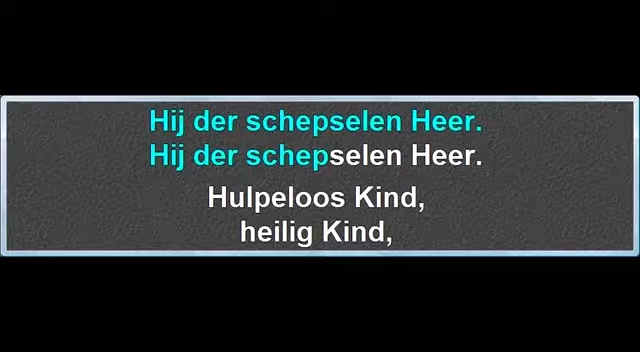 Hij der schepselen Heer.
Hij der schepselen Heer.
Hulpeloos Kind,
heilig Kind,